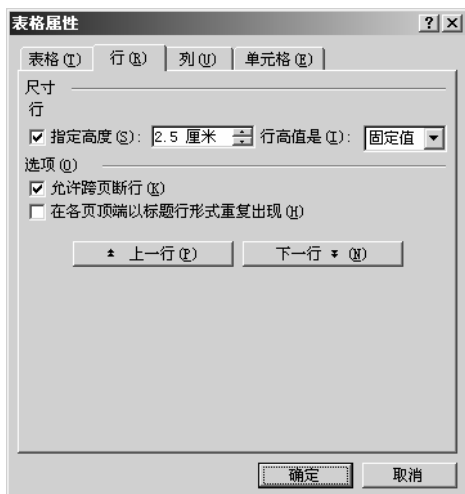 表格属性
表格(T) 行(R) 列(U) 单元格(E)
尺寸
行
指定高度(S): 2.5 厘米 行高值是(I): 固定值
选项(O)
允许跨页断行(K)
在各页顶端以标题行形式重复出现(H)
上一行(P) 下一行 (N)
确定 取消